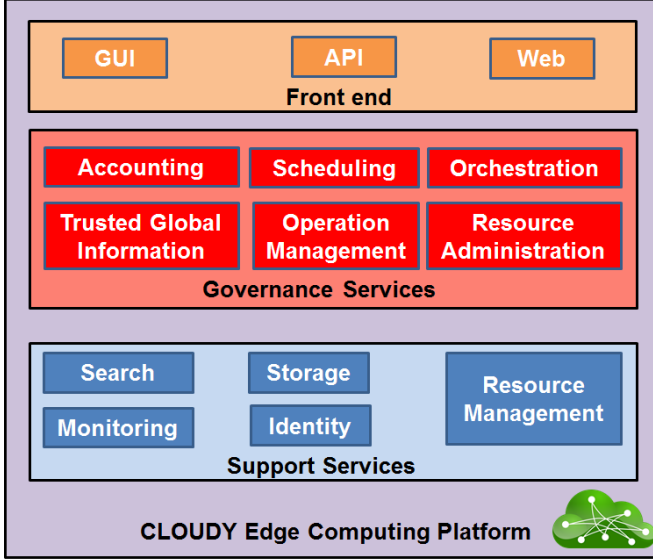 GUI API Web
Front end
Accounting Scheduling Orchestration
Trusted Global Information
Operation Management
Resource Administration
Governance Services
Search Storage
Resource Management
Monitoring Identity
Support Services
CLOUDY Edge Computing Platform